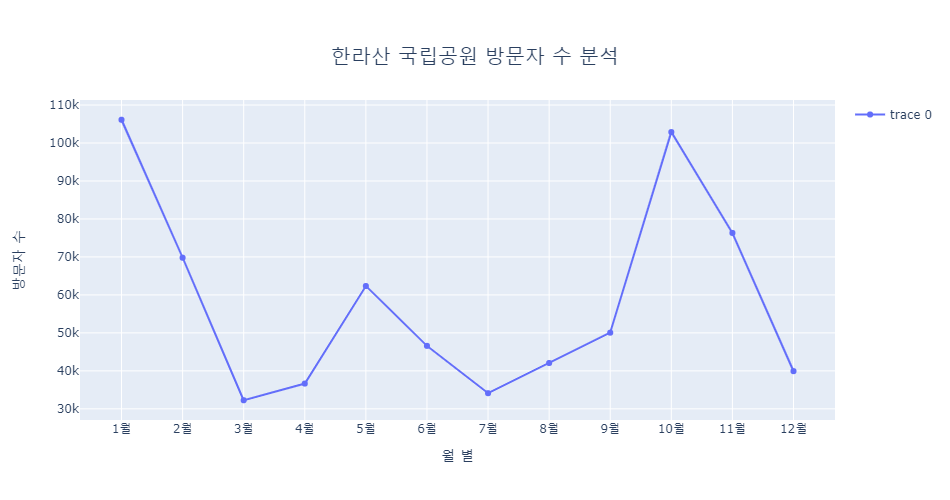 한라산 국립공원 방문자 수 분석
110k
100k
90k
80k
70k
60k
50k
40k
30k
방문자 수
1월 2월 3월 4월 5월 6월 7월 8월 9월 10월 11월 12월
월 별
trace 0